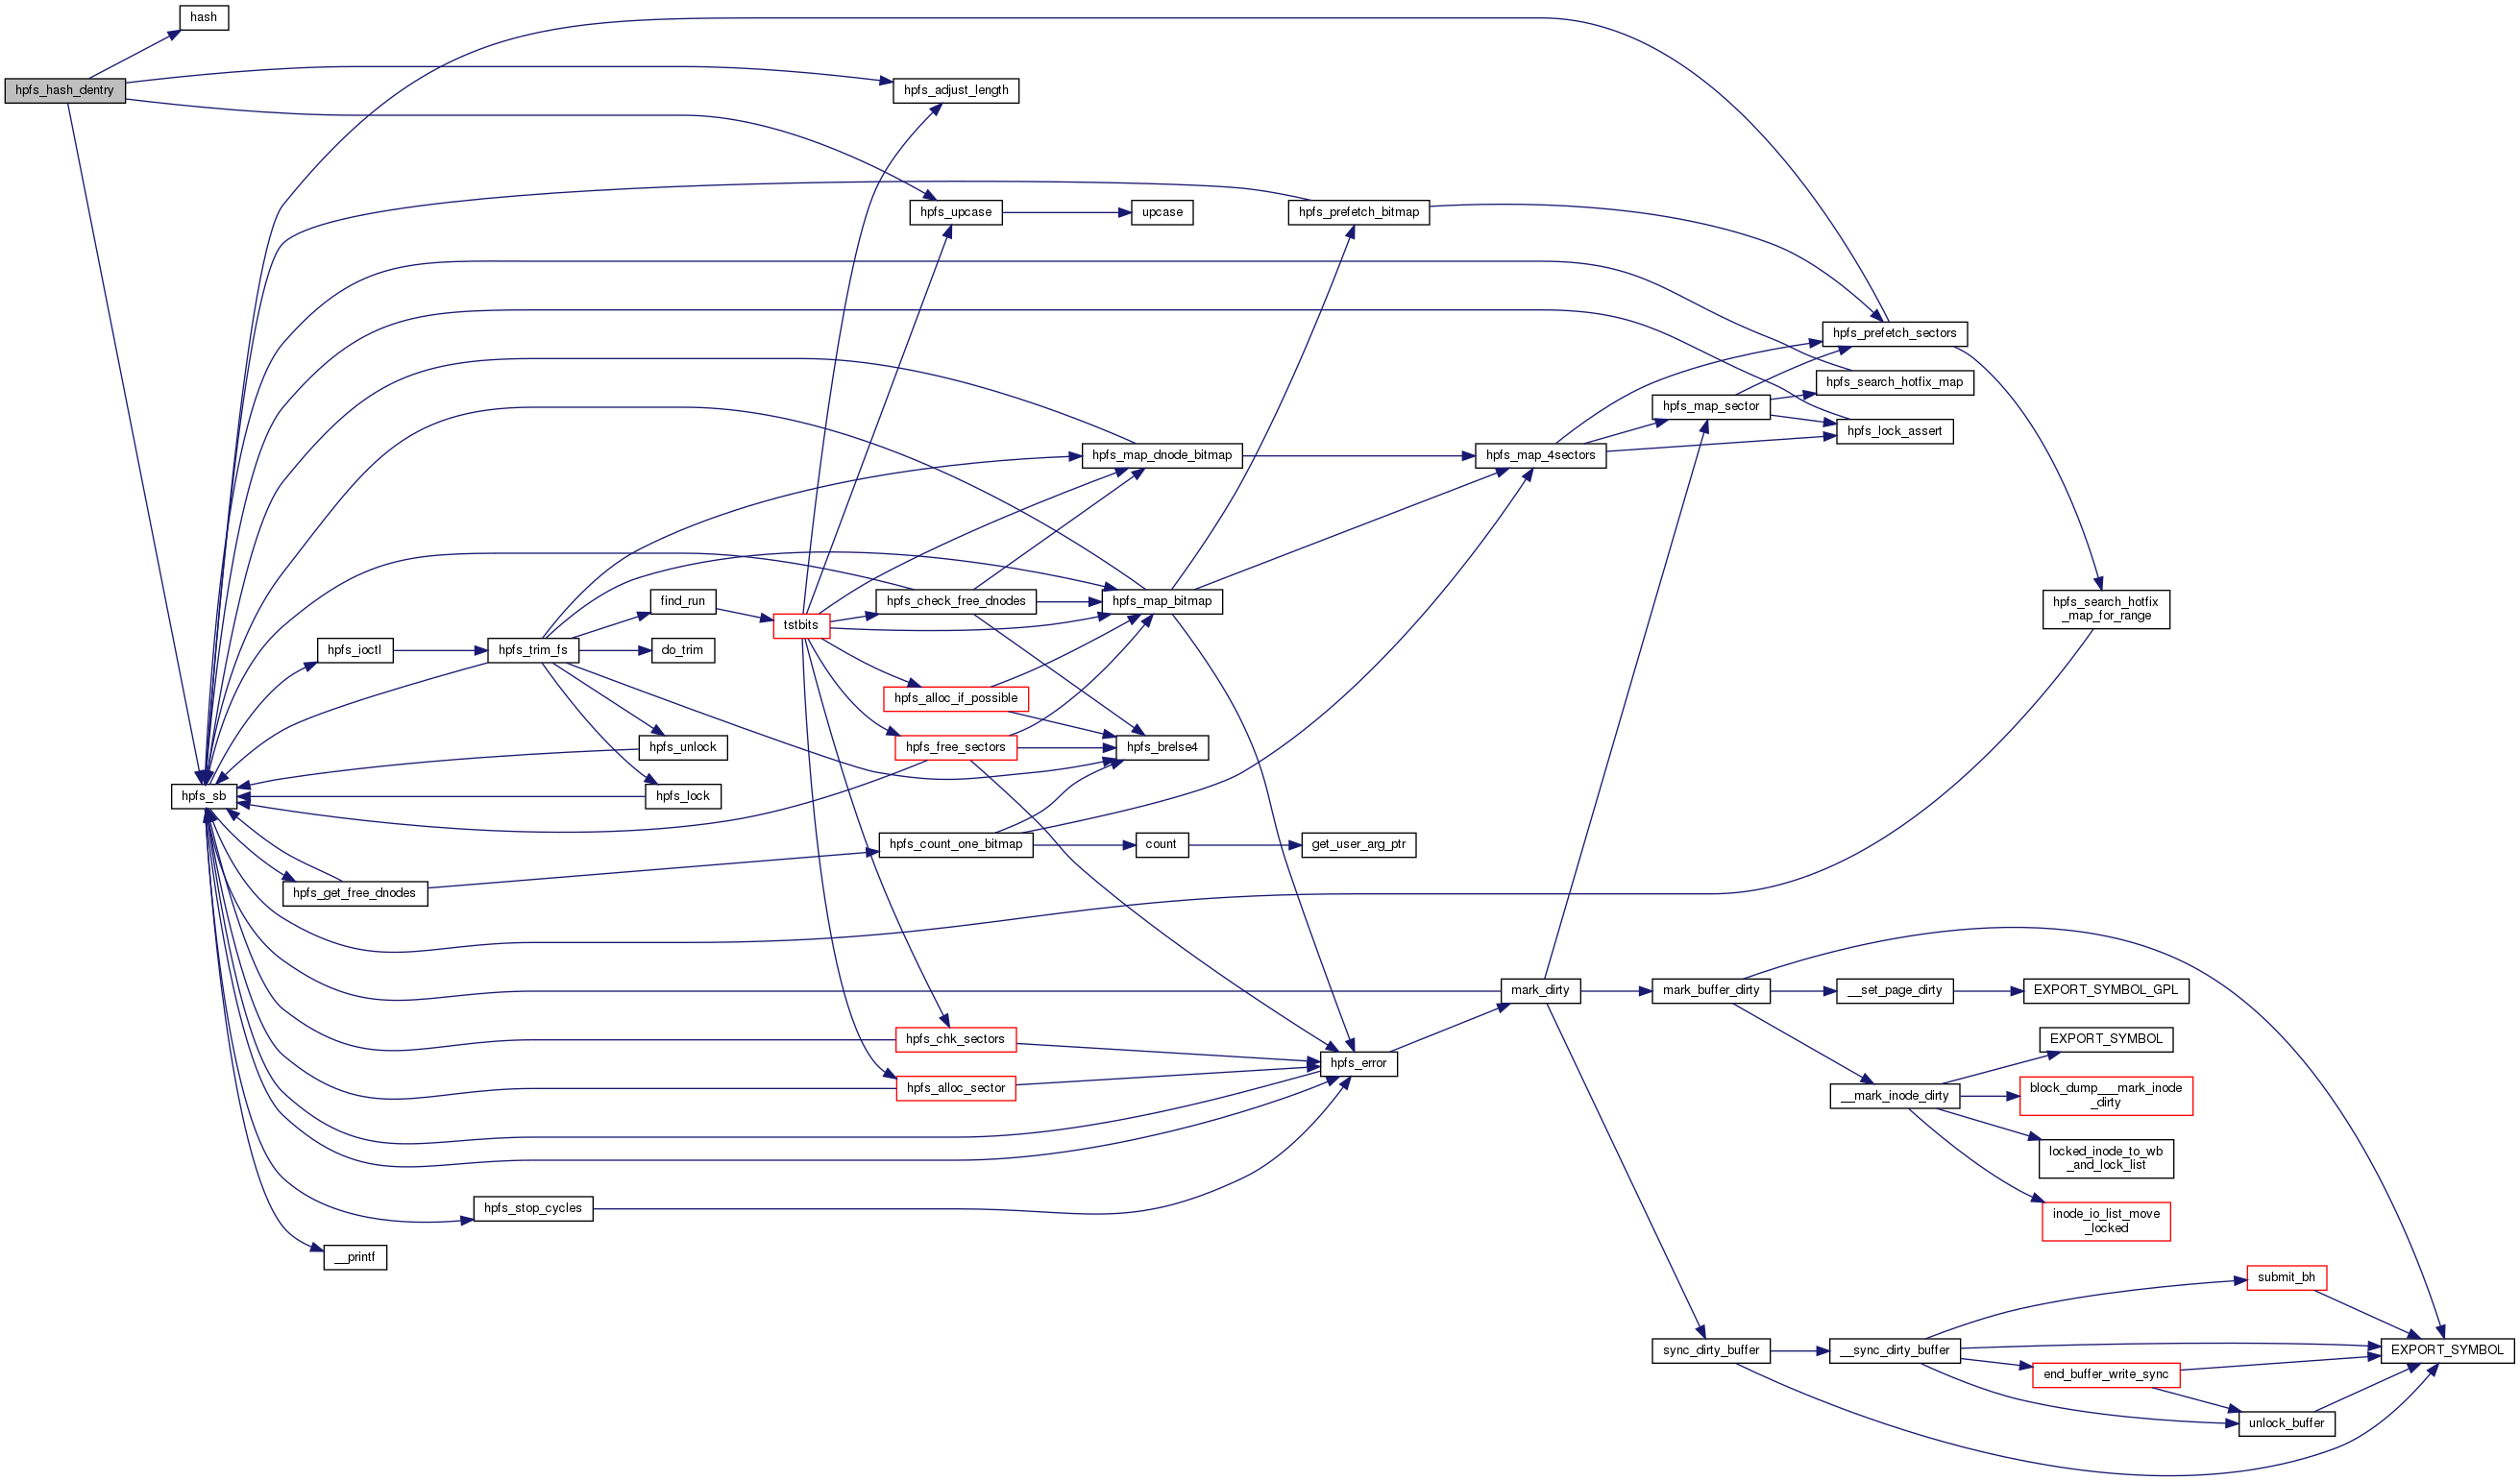 hash
hpfs_hash_dentry
hpfs_adjust_length
hpfs_upcase
upcase
hpfs_prefetch_bitmap
hpfs_prefetch_sectors
hpfs_search_hotfix_map
hpfs_map_sector
hpfs_lock_assert
hpfs_map_dnode_bitmap
hpfs_map_4sectors
find_run
hpfs_check_free_dnodes
hpfs_map_bitmap
hpfs_search_hotfix
_map_for_range
tstbits
hpfs_ioctl
hpfs_trim_fs
do_trim
hpfs_alloc_if_possible
hpfs_unlock
hpfs_free_sectors
hpfs_brelse4
hpfs_sb
hpfs_lock
hpfs_count_one_bitmap
count
get_user_arg_ptr
hpfs_get_free_dnodes
mark_dirty
mark_buffer_dirty
__set_page_dirty
EXPORT_SYMBOL_GPL
hpfs_chk_sectors
EXPORT_SYMBOL
hpfs_error
hpfs_alloc_sector
__mark_inode_dirty
block_dump___mark_inode
_dirty
locked_inode_to_wb
_and_lock_list
hpfs_stop_cycles
inode_io_list_move
_locked
__printf
submit_bh
sync_dirty_buffer
__sync_dirty_buffer
EXPORT_SYMBOL
end_buffer_write_sync
unlock_buffer